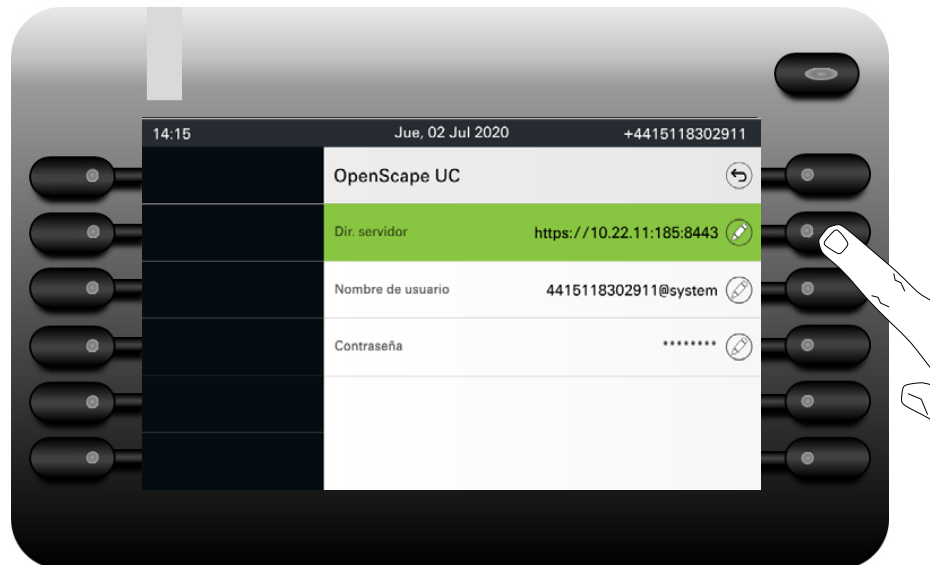 14:15 Jue, 02 Jul 2020 +4415118302911
OpenScape UC
Dir. servidor https://10.22.11:185:8443
Nombre de usuario 4415118302911@system
Contraseña ••••••••